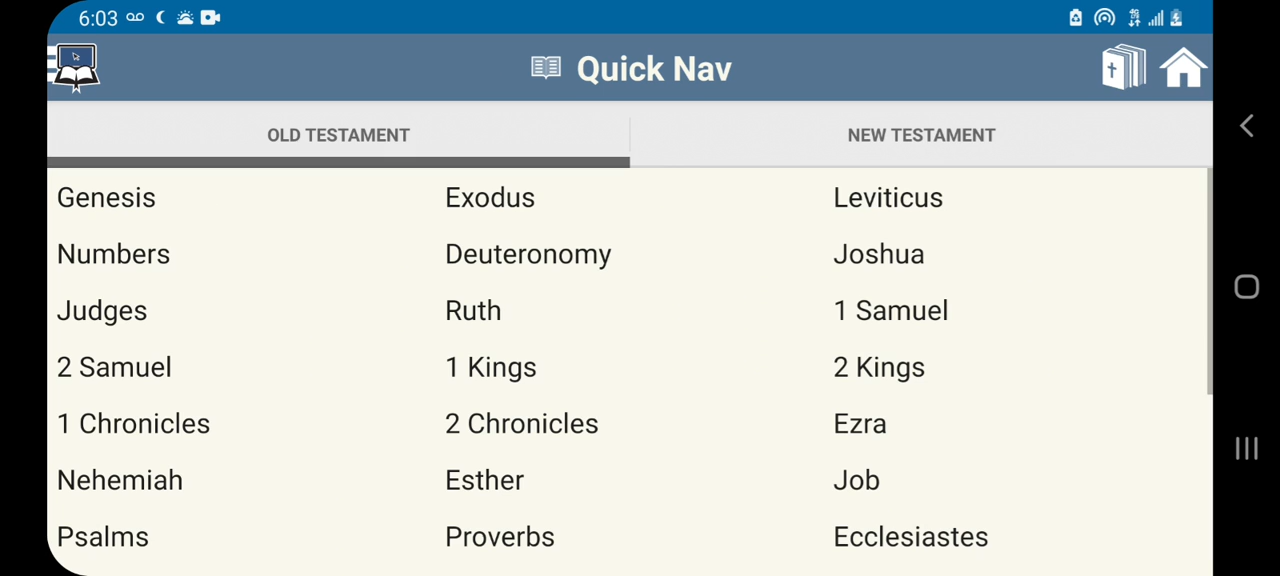 6:03
Quick Nav
OLD TESTAMENT NEW TESTAMENT
Genesis Exodus Leviticus
Numbers Deuteronomy Joshua
Judges Ruth 1 Samuel
2 Samuel 1 Kings 2 Kings
1 Chronicles 2 Chronicles Ezra
Nehemiah Esther Job
Psalms Proverbs Ecclesiastes